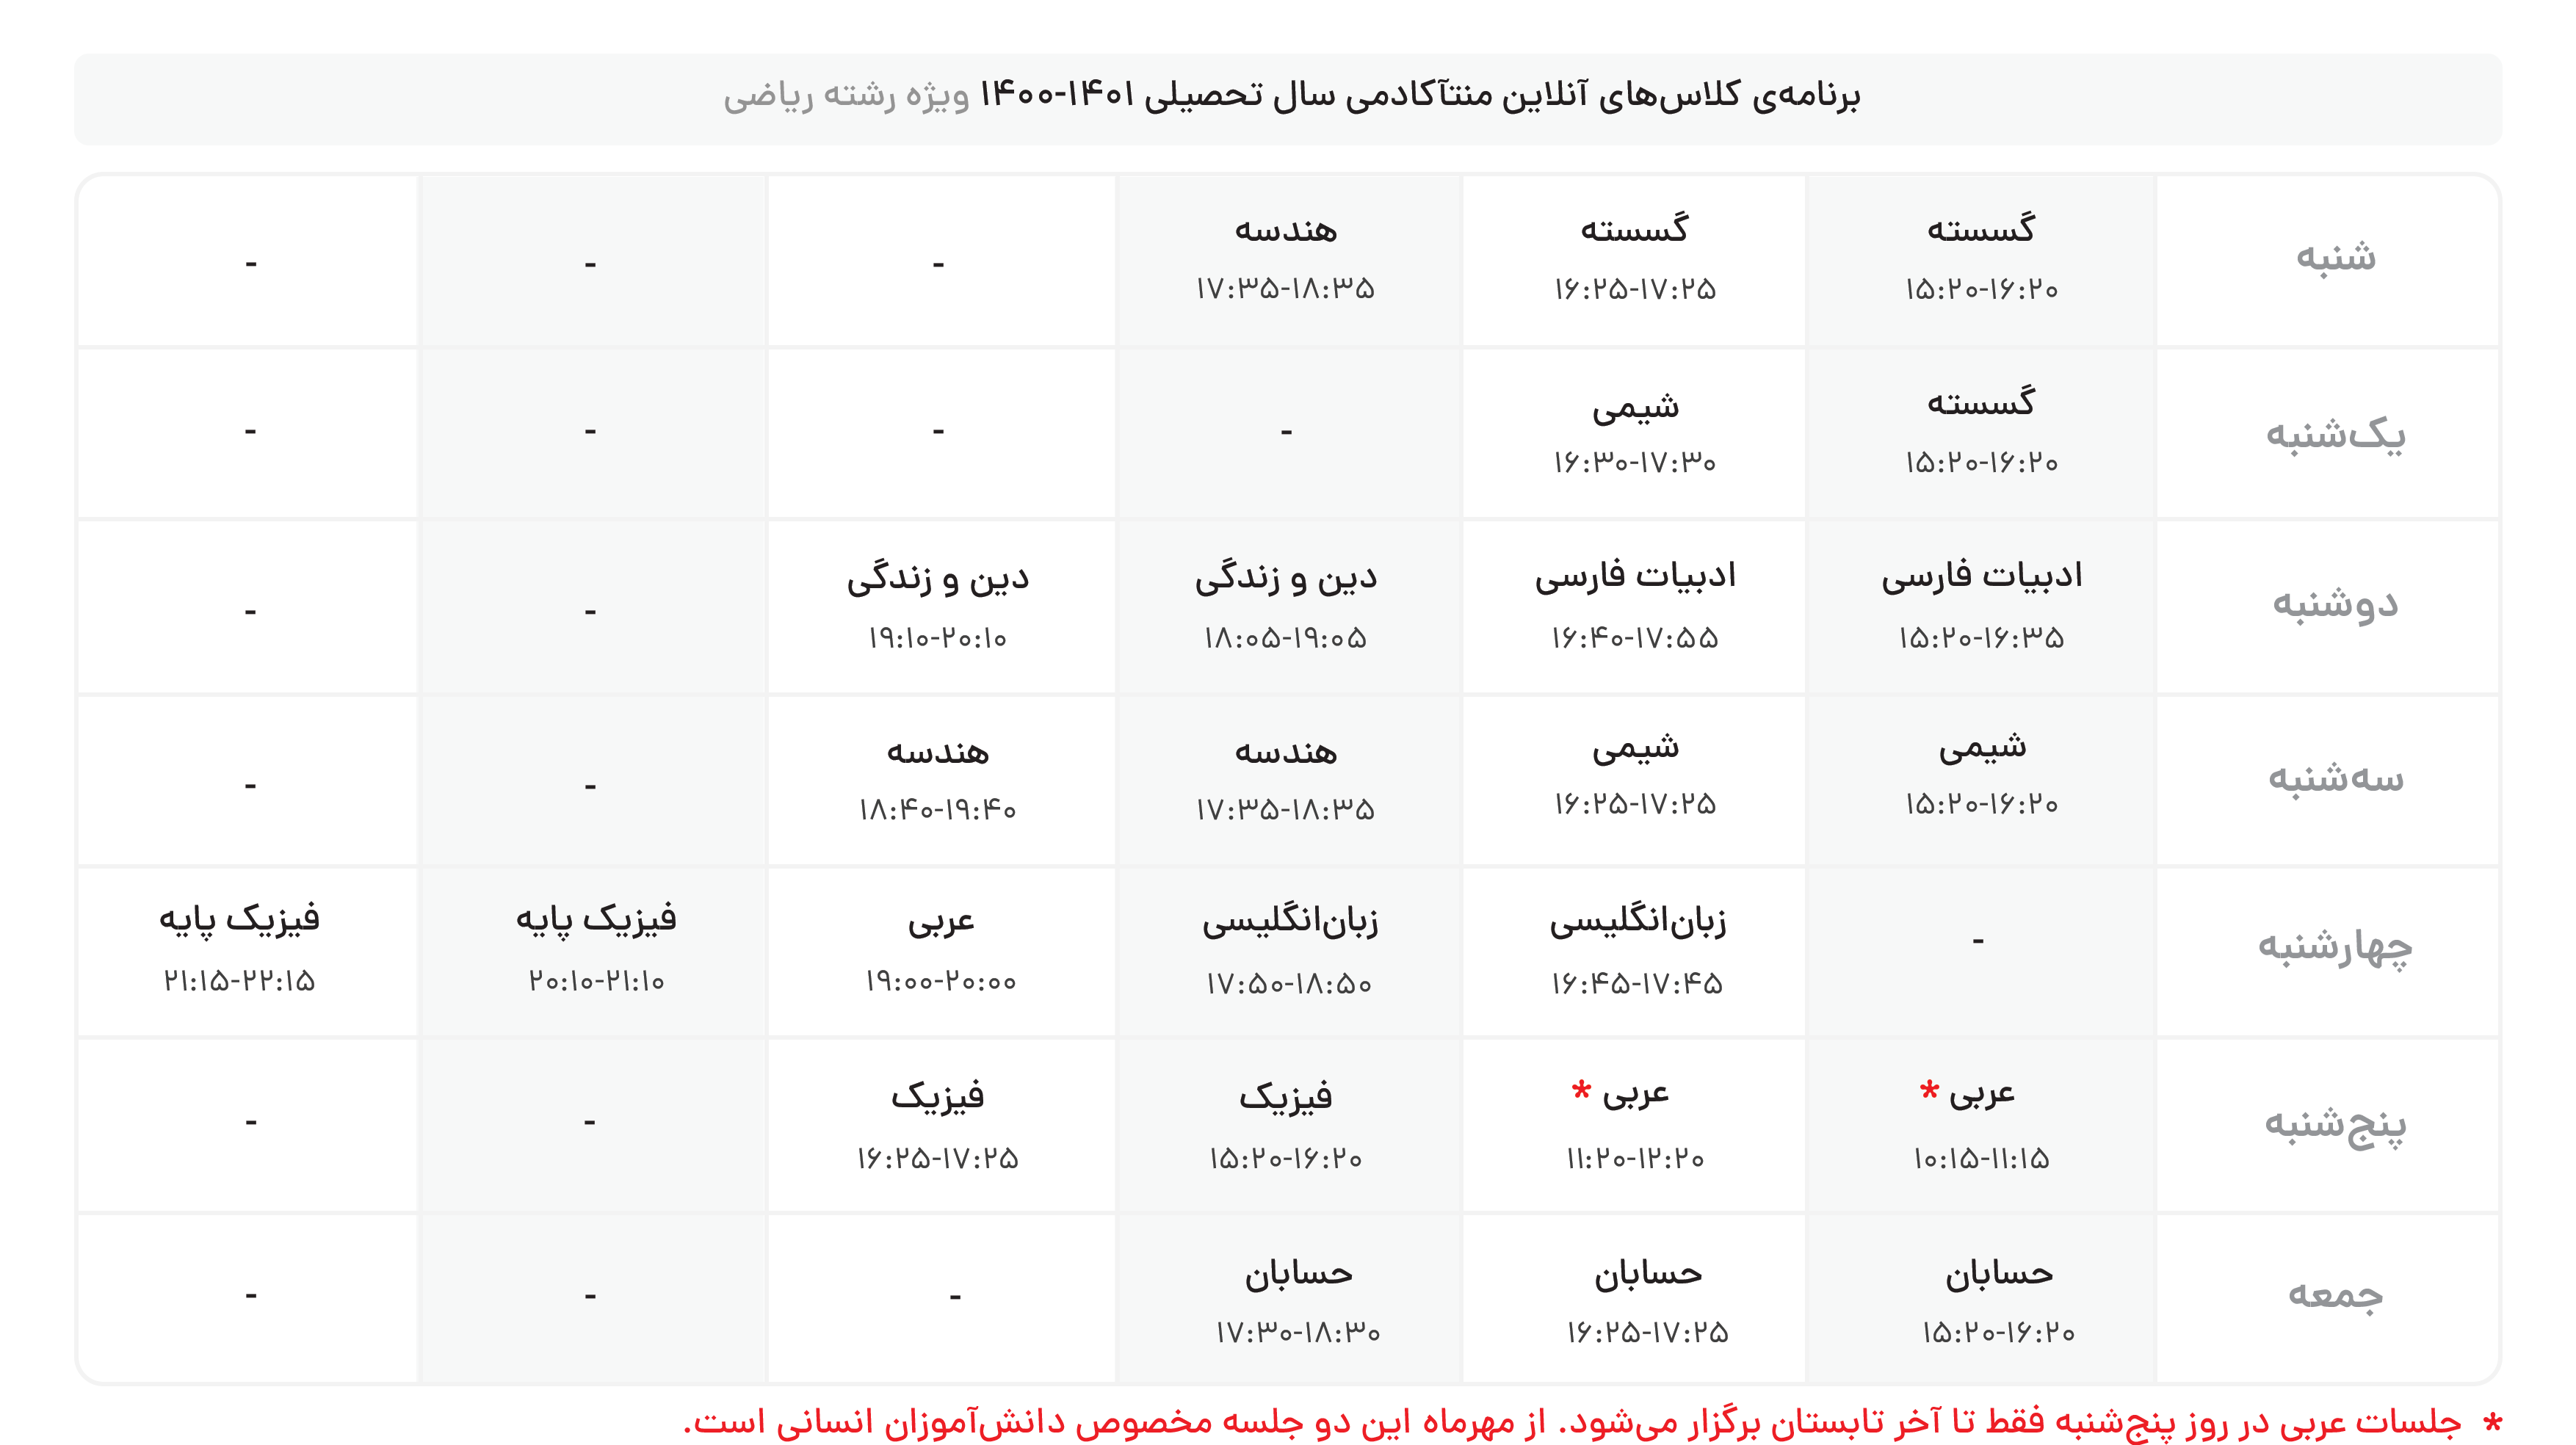 برنامه‌ی کلاس‌های آنلاین منتاآکادمی سال تحصیلی ۱۴۰۱-۱۴۰۰ ویژه رشته ریاضی
شنبه گسسته گسسته هندسه - - -
۱۵:۲۰-۱۶:۲۰ ۱۶:۲۵-۱۷:۲۵ ۱۷:۳۵-۱۸:۳۵
یک‌شنبه گسسته شیمی - - - -
۱۵:۲۰-۱۶:۲۰ ۱۶:۳۰-۱۷:۳۰
دوشنبه ادبیات فارسی ادبیات فارسی دین و زندگی دین و زندگی - -
۱۵:۲۰-۱۶:۳۵ ۱۶:۴۰-۱۷:۵۵ ۱۸:۰۵-۱۹:۰۵ ۱۹:۱۰-۲۰:۱۰
سه‌شنبه شیمی شیمی هندسه هندسه - -
۱۵:۲۰-۱۶:۲۰ ۱۶:۲۵-۱۷:۲۵ ۱۷:۳۵-۱۸:۳۵ ۱۸:۴۰-۱۹:۴۰
چهارشنبه - زبان‌انگلیسی زبان‌انگلیسی عربی فیزیک پایه فیزیک پایه
۱۶:۴۵-۱۷:۴۵ ۱۷:۵۰-۱۸:۵۰ ۱۹:۰۰-۲۰:۰۰ ۲۰:۱۰-۲۱:۱۰ ۲۱:۱۵-۲۲:۱۵
پنج‌شنبه عربی * عربی * فیزیک فیزیک - -
۱۰:۱۵-۱۱:۱۵ ۱۱:۲۰-۱۲:۲۰ ۱۵:۲۰-۱۶:۲۰ ۱۶:۲۵-۱۷:۲۵
جمعه حسابان حسابان حسابان - - -
۱۵:۲۰-۱۶:۲۰ ۱۶:۲۵-۱۷:۲۵ ۱۷:۳۰-۱۸:۳۰
* جلسات عربی در روز پنج‌شنبه فقط تا آخر تابستان برگزار می‌شود. از مهرماه این دو جلسه مخصوص دانش‌آموزان انسانی است.